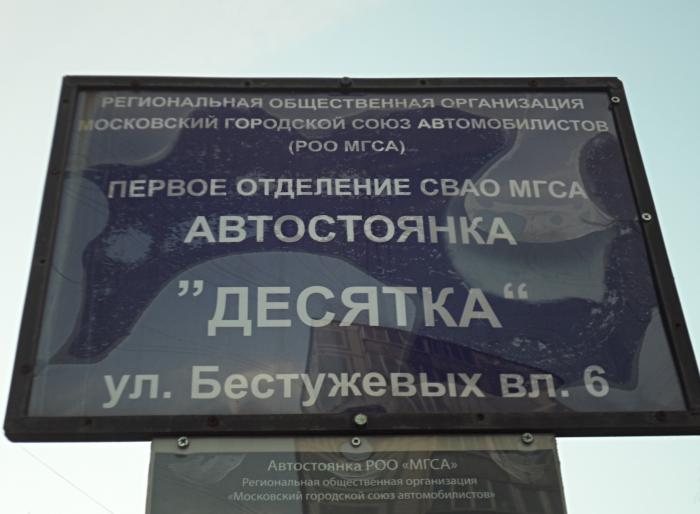 РЕГИОНАЛЬНАЯ ОБЩЕСТВЕННАЯ ОРГАНИЗАЦИЯ
МОСКОВСКИЙ ГОРОДСКОЙ СОЮЗ АВТОМОБИЛИСТОВ
(РОО МГСА)
ПЕРВОЕ ОТДЕЛЕНИЕ СВАО МГСА
АВТОСТОЯНКА
”ДЕСЯТКА“
ул. Бестужевых вл. 6
Автостоянка РОО «МГСА»
Региональная общественная организация
«Московский городской союз автомобилистов»